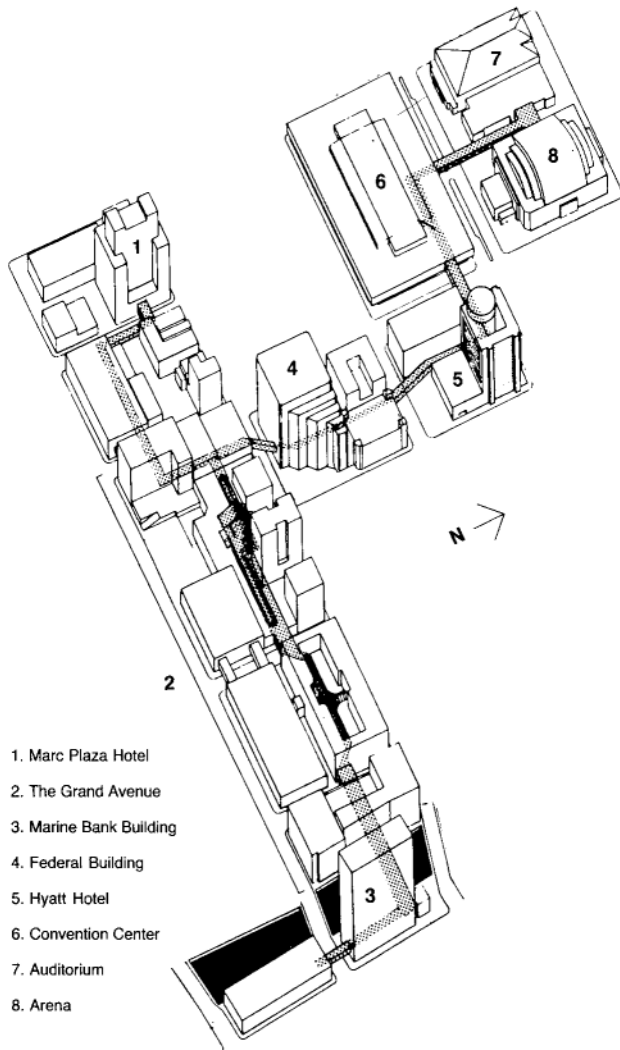 7
8
6
1
4
5
N
2
3
1. Marc Plaza Hotel
2. The Grand Avenue
3. Marine Bank Building
4. Federal Building
5. Hyatt Hotel
6. Convention Center
7. Auditorium
8. Arena